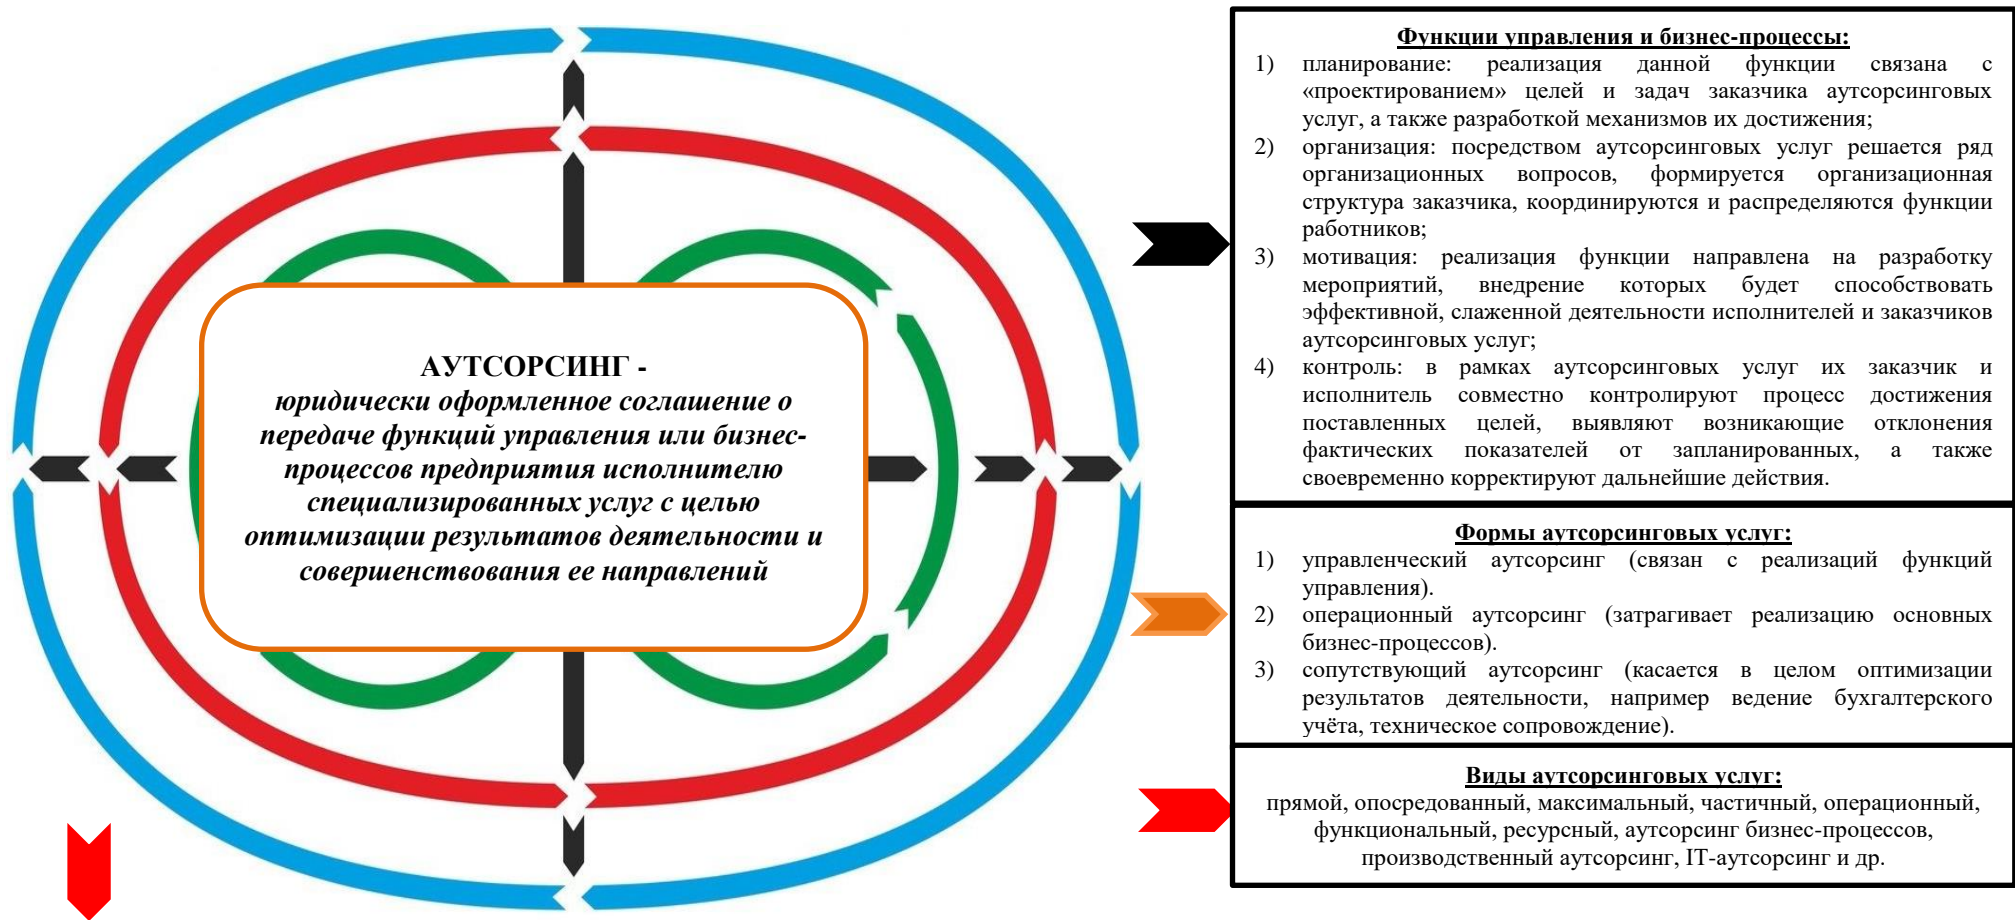 АУТСОРСИНГ -
юридически оформленное соглашение о
передаче функций управления или бизнес-
процессов предприятия исполнителю
специализированных услуг с целью
оптимизации результатов деятельности и
совершенствования ее направлений
Функции управления и бизнес-процессы:
1) планирование: реализация данной функции связана с
«проектированием» целей и задач заказчика аутсорсинговых
услуг, а также разработкой механизмов их достижения;
2) организация: посредством аутсорсинговых услуг решается ряд
организационных вопросов, формируется организационная
структура заказчика, координируются и распределяются функции
работников;
3) мотивация: реализация функции направлена на разработку
мероприятий, внедрение которых будет способствовать
эффективной, слаженной деятельности исполнителей и заказчиков
аутсорсинговых услуг;
4) контроль: в рамках аутсорсинговых услуг их заказчик и
исполнитель совместно контролируют процесс достижения
поставленных целей, выявляют возникающие отклонения
фактических показателей от запланированных, а также
своевременно корректируют дальнейшие действия.
Формы аутсорсинговых услуг:
1) управленческий аутсорсинг (связан с реализаций функций
управления).
2) операционный аутсорсинг (затрагивает реализацию основных
бизнес-процессов).
3) сопутствующий аутсорсинг (касается в целом оптимизации
результатов деятельности, например ведение бухгалтерского
учёта, техническое сопровождение).
Виды аутсорсинговых услуг:
прямой, опосредованный, максимальный, частичный, операционный,
функциональный, ресурсный, аутсорсинг бизнес-процессов,
производственный аутсорсинг, IT-аутсорсинг и др.